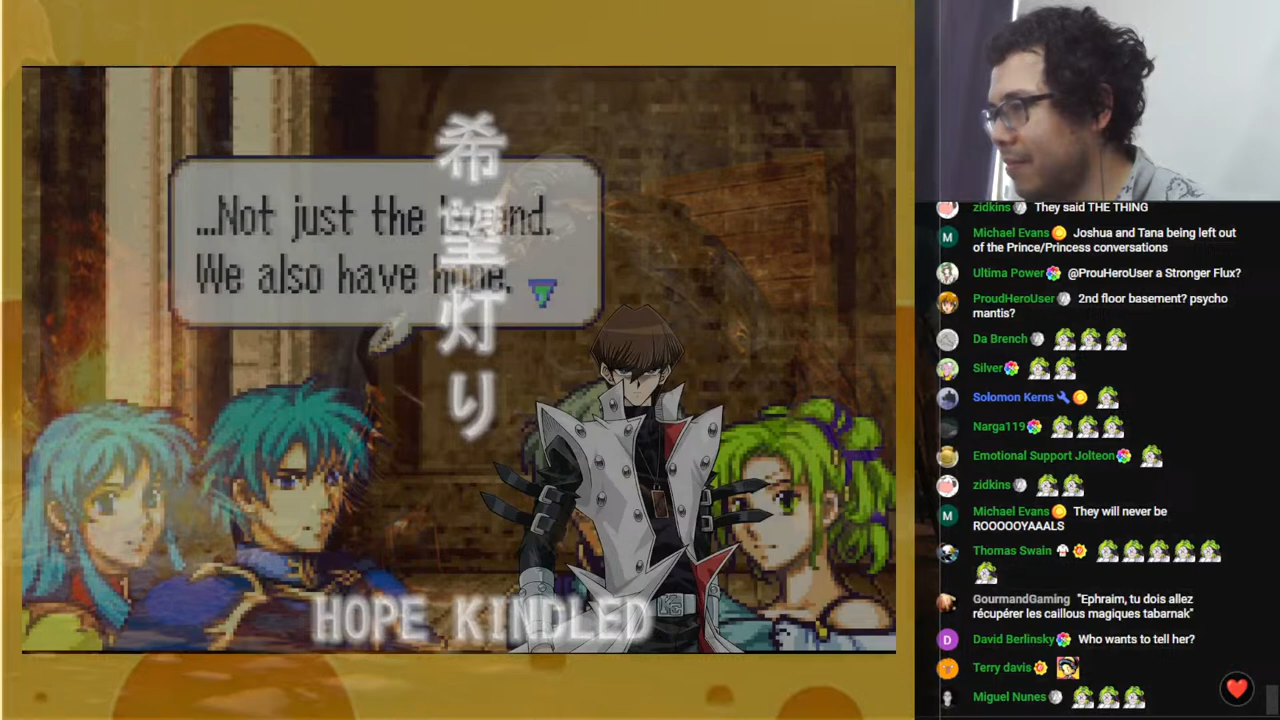 ...Not just the
We also have hope.
希望灯り
HOPE KINDLED
zidkins They said THE THING
Michael Evans Joshua and Tana being left out
of the Prince/Princess conversations
Ultima Power @ProuHeroUser a Stronger Flux?
ProudHeroUser 2nd floor basement? psycho
mantis?
Da Brench
Silver
Solomon Kerns
Narga119
Emotional Support Jolteon
zidkins
Michael Evans They will never be
ROOOOOYAAALS
Thomas Swain
GourmandGaming "Ephraim, tu dois allez
récupérer les caillous magiques tabarnak"
David Berlinsky Who wants to tell her?
Terry davis
Miguel Nunes